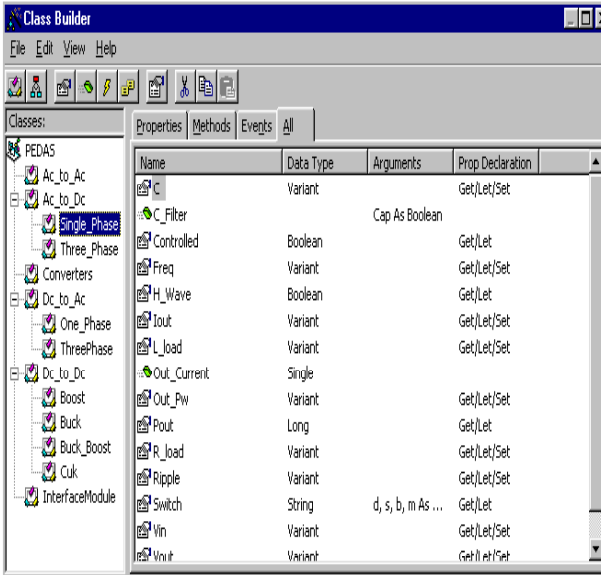 Class Builder
File Edit View Help
Classes:
PEDAS
Ac_to_Ac
Ac_to_Dc
Single_Phase
Three_Phase
Converters
Dc_to_Ac
One_Phase
ThreePhase
Dc_to_Dc
Boost
Buck
Buck_Boost
Cuk
InterfaceModule
Properties Methods Events All
Name Data Type Arguments Prop Declaration
C Variant Get/Let/Set
C_Filter Cap As Boolean
Controlled Boolean Get/Let
Freq Variant Get/Let/Set
H_Wave Boolean Get/Let
Iout Variant Get/Let/Set
L_load Variant Get/Let/Set
Out_Current Single
Out_Pw Variant Get/Let/Set
Pout Long Get/Let
R_load Variant Get/Let/Set
Ripple Variant Get/Let/Set
Switch String d, s, b, m As ... Get/Let
Vin Variant Get/Let/Set
Vout Variant Get/Let/Set